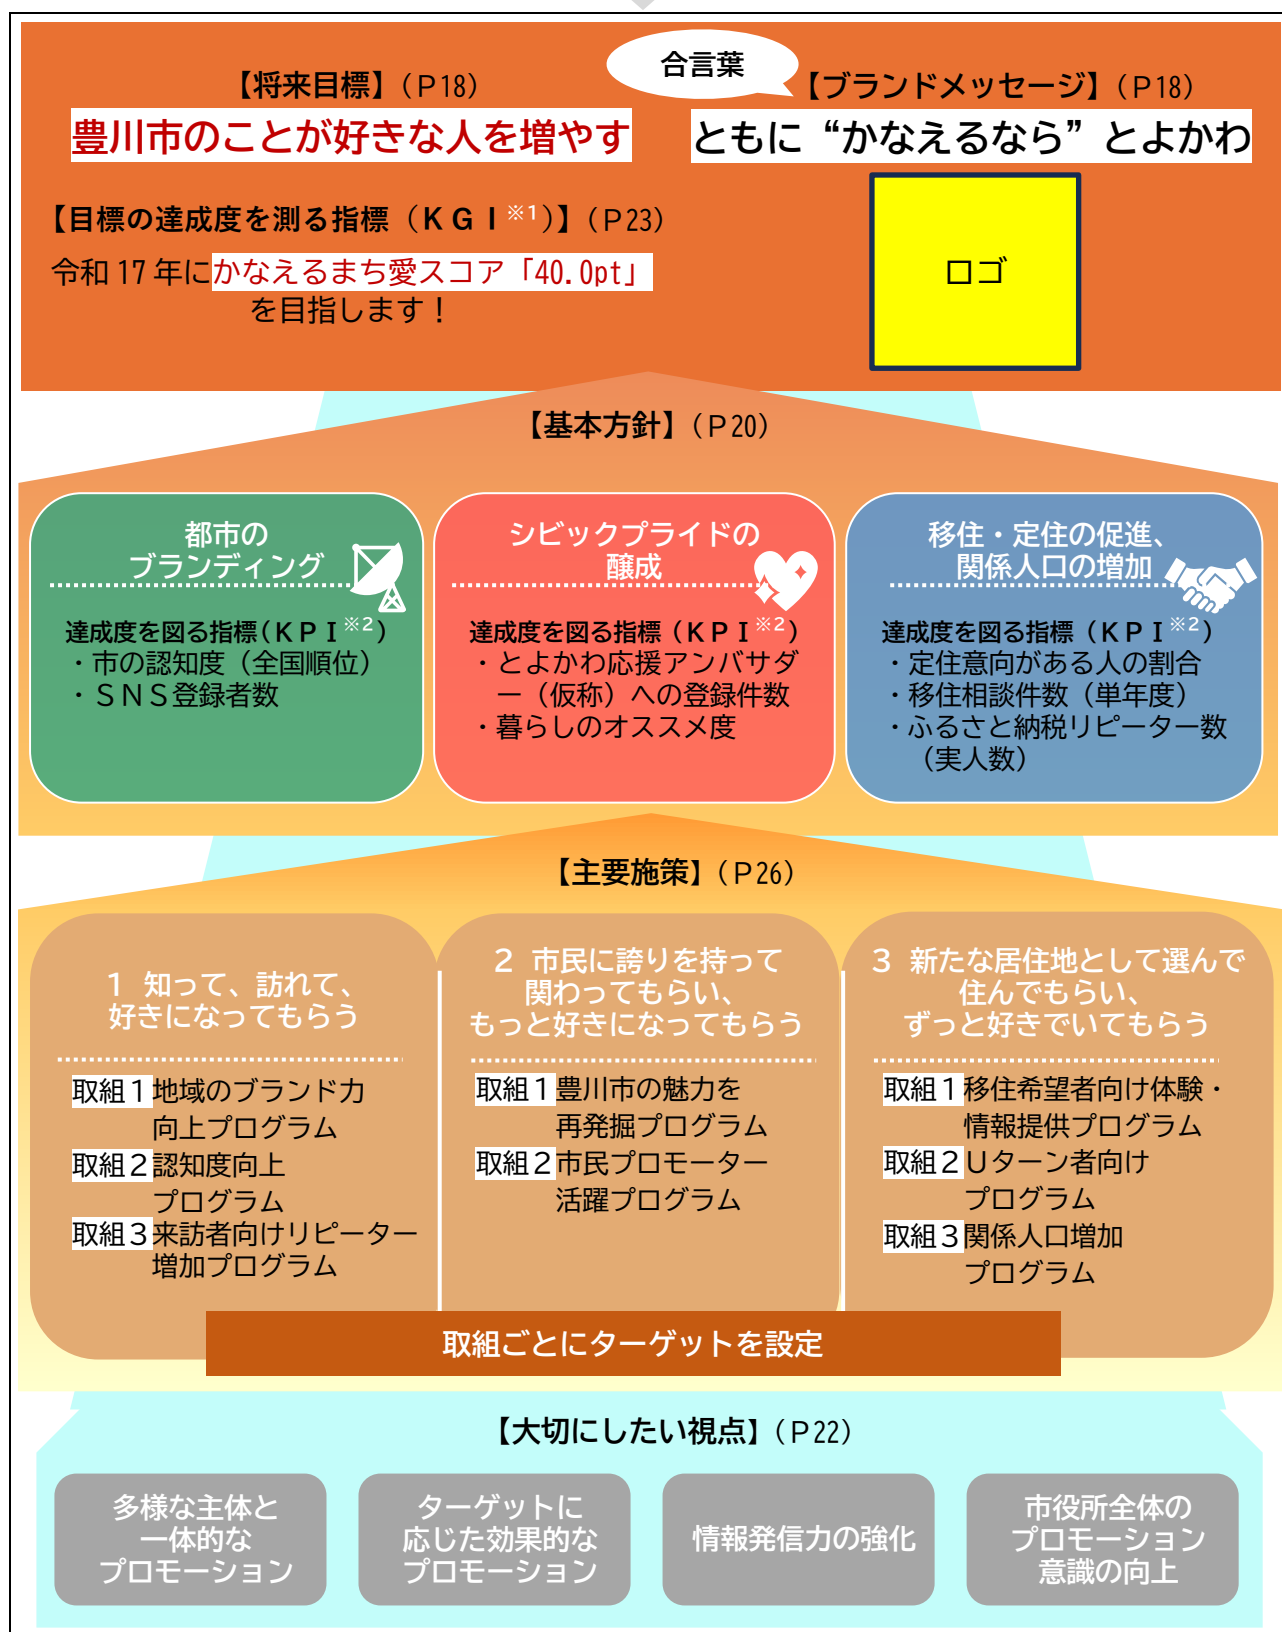 合言葉
【将来目標】（Ｐ18）
豊川市のことが好きな人を増やす
【ブランドメッセージ】（Ｐ18）
ともに“かなえるなら”とよかわ
【目標の達成度を測る指標（ＫＧＩ※1）】（Ｐ23）
令和17年にかなえるまち愛スコア「40.0pt」
を目指します！
ロゴ
【基本方針】（Ｐ20）
都市の
ブランディング
達成度を図る指標（ＫＰＩ※2）
・市の認知度（全国順位）
・ＳＮＳ登録者数
シビックプライドの
醸成
達成度を図る指標（ＫＰＩ※2）
・とよかわ応援アンバサダ
ー（仮称）への登録件数
・暮らしのオススメ度
移住・定住の促進、
関係人口の増加
達成度を図る指標（ＫＰＩ※2）
・定住意向がある人の割合
・移住相談件数（単年度）
・ふるさと納税リピーター数
（実人数）
【主要施策】（Ｐ26）
１ 知って、訪れて、
好きになってもらう
取組１地域のブランド力
向上プログラム
取組２認知度向上
プログラム
取組３来訪者向けリピーター
増加プログラム
２ 市民に誇りを持って
関わってもらい、
もっと好きになってもらう
取組１豊川市の魅力を
再発掘プログラム
取組２市民プロモーター
活躍プログラム
３ 新たな居住地として選んで
住んでもらい、
ずっと好きでいてもらう
取組１移住希望者向け体験・
情報提供プログラム
取組２Ｕターン者向け
プログラム
取組３関係人口増加
プログラム
取組ごとにターゲットを設定
【大切にしたい視点】（Ｐ22）
多様な主体と
一体的な
プロモーション
ターゲットに
応じた効果的な
プロモーション
情報発信力の強化
市役所全体の
プロモーション
意識の向上